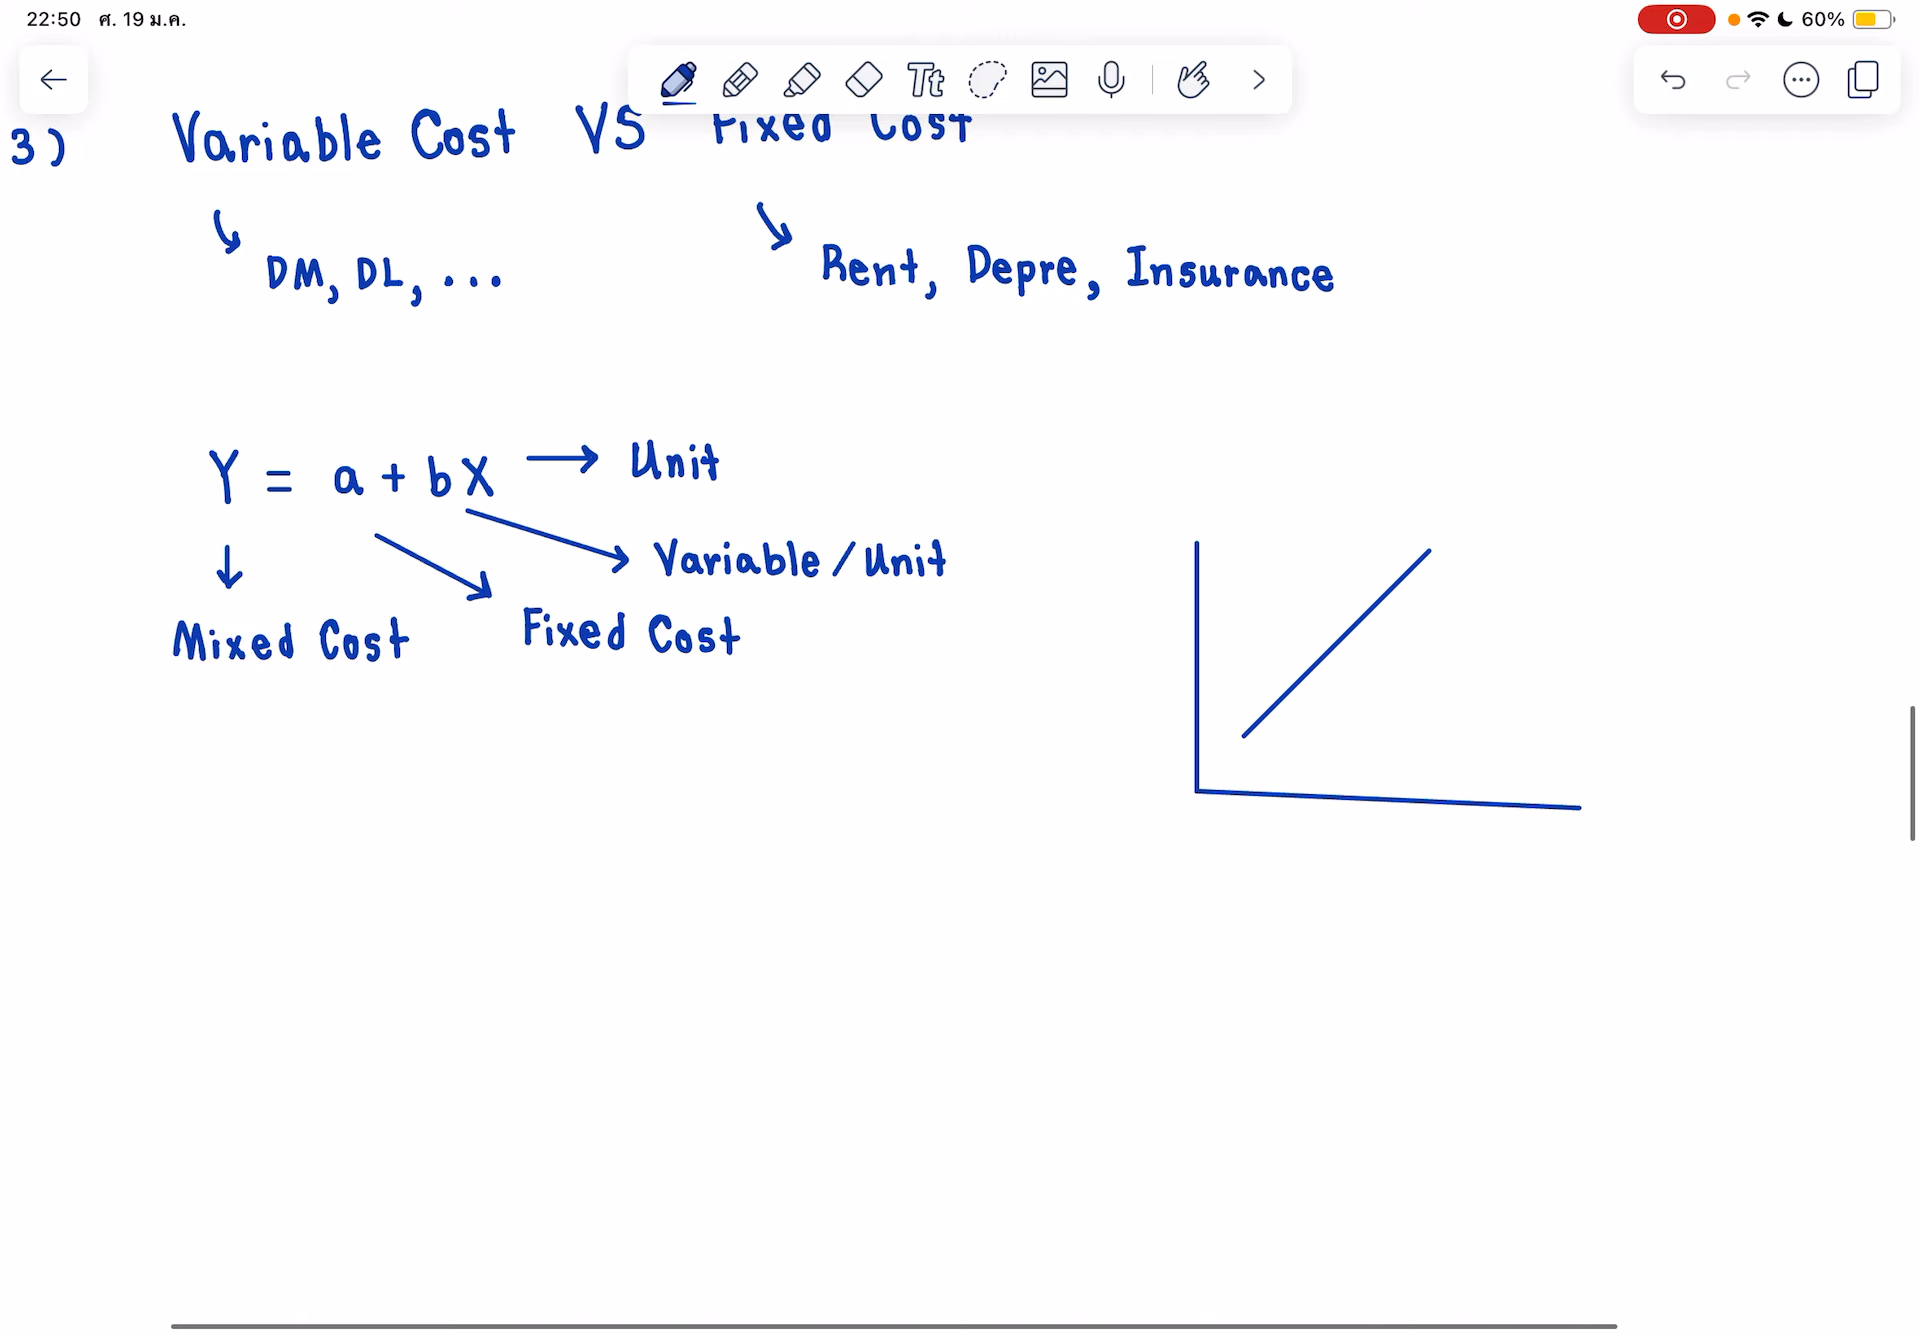 22:50 ศ. 19 ม.ค. 60%
Tt
3) Variable Cost VS Fixed Cost
DM, DL, ... Rent, Depre, Insurance
Y = a + bX → Unit
Variable / Unit
Mixed Cost Fixed Cost